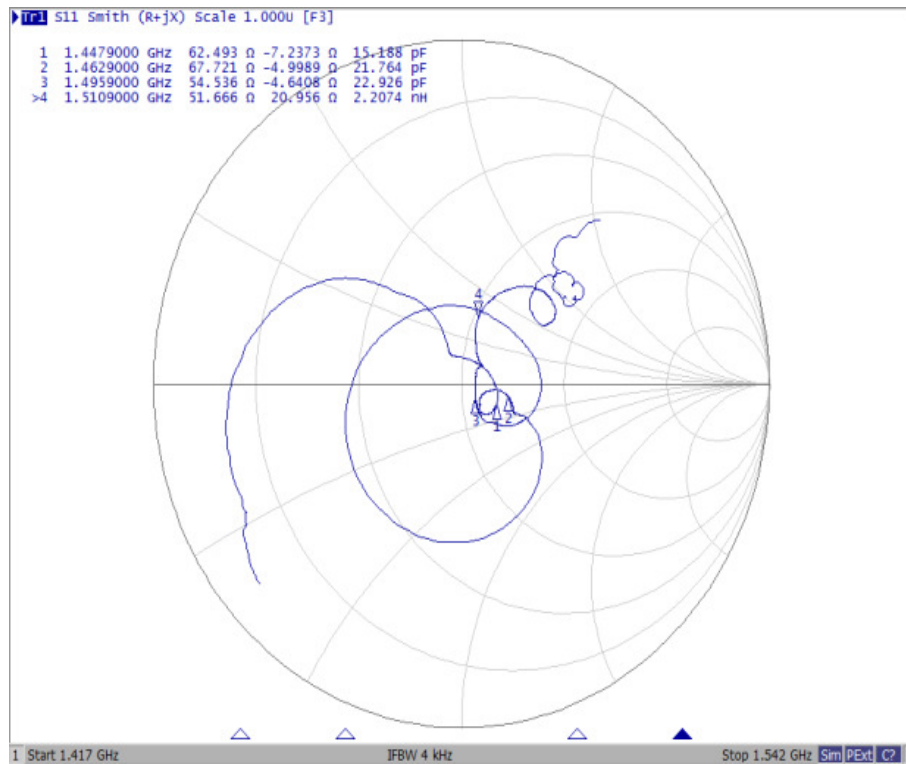 Tr1 S11 Smith (R+jX) Scale 1.000U [F3]
1 1.4479000 GHz 62.493 Ω -7.2373 Ω 15.188 pF
2 1.4629000 GHz 67.721 Ω -4.9989 Ω 21.764 pF
3 1.4959000 GHz 54.536 Ω -4.6408 Ω 22.926 pF
>4 1.5109000 GHz 51.666 Ω 20.956 Ω 2.2074 nH
4
3 1 2
1 Start 1.417 GHz IFBW 4 kHz Stop 1.542 GHz Sim PExt C?